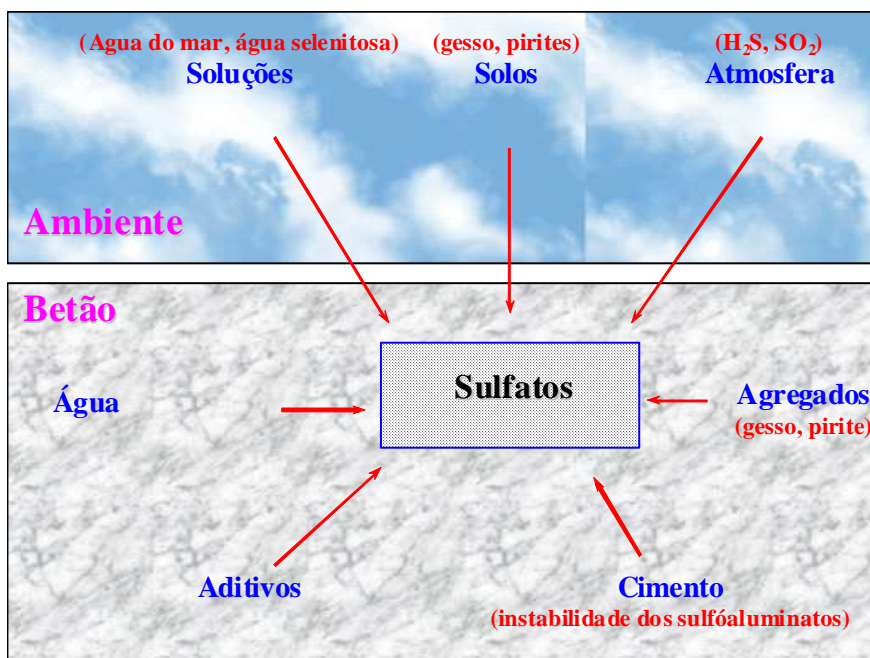 (Agua do mar, água selenitosa) (gesso, pirites) (H₂S, SO₂)
Soluções Solos Atmosfera
Ambiente
Betão
Sulfatos
Água
Agregados
(gesso, pirite)
Aditivos Cimento
(instabilidade dos sulfóaluminatos)